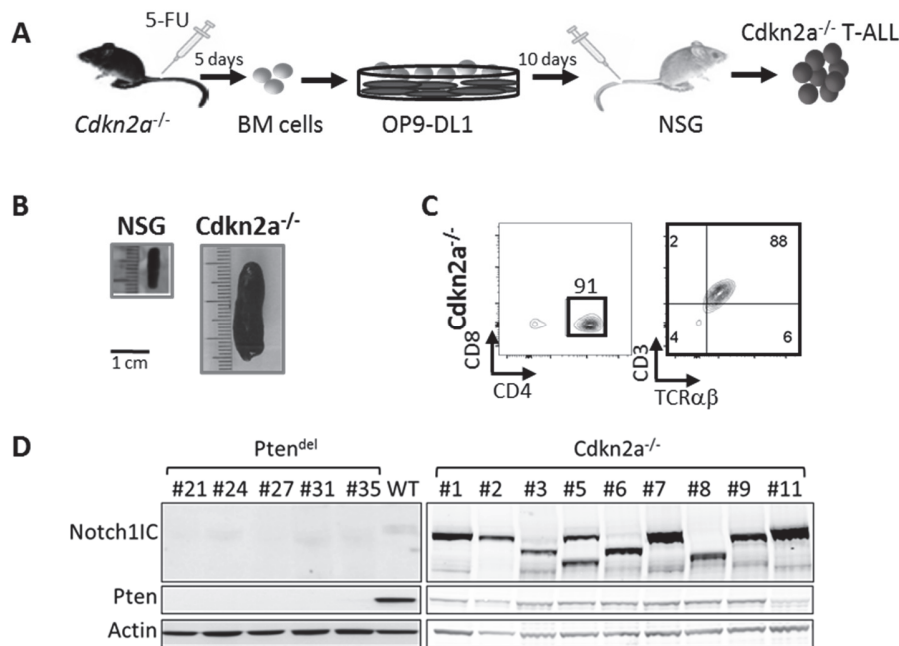 A
5-FU
5 days
10 days
Cdkn2a-/- T-ALL
Cdkn2a-/-
BM cells
OP9-DL1
NSG
B
NSG
Cdkn2a-/-
1 cm
C
Cdkn2a-/-
91
CD8
CD4
2
88
4
6
CD3
TCRαβ
D
Ptendel
Cdkn2a-/-
#21 #24 #27 #31 #35 WT
#1 #2 #3 #5 #6 #7 #8 #9 #11
Notch1IC
Pten
Actin